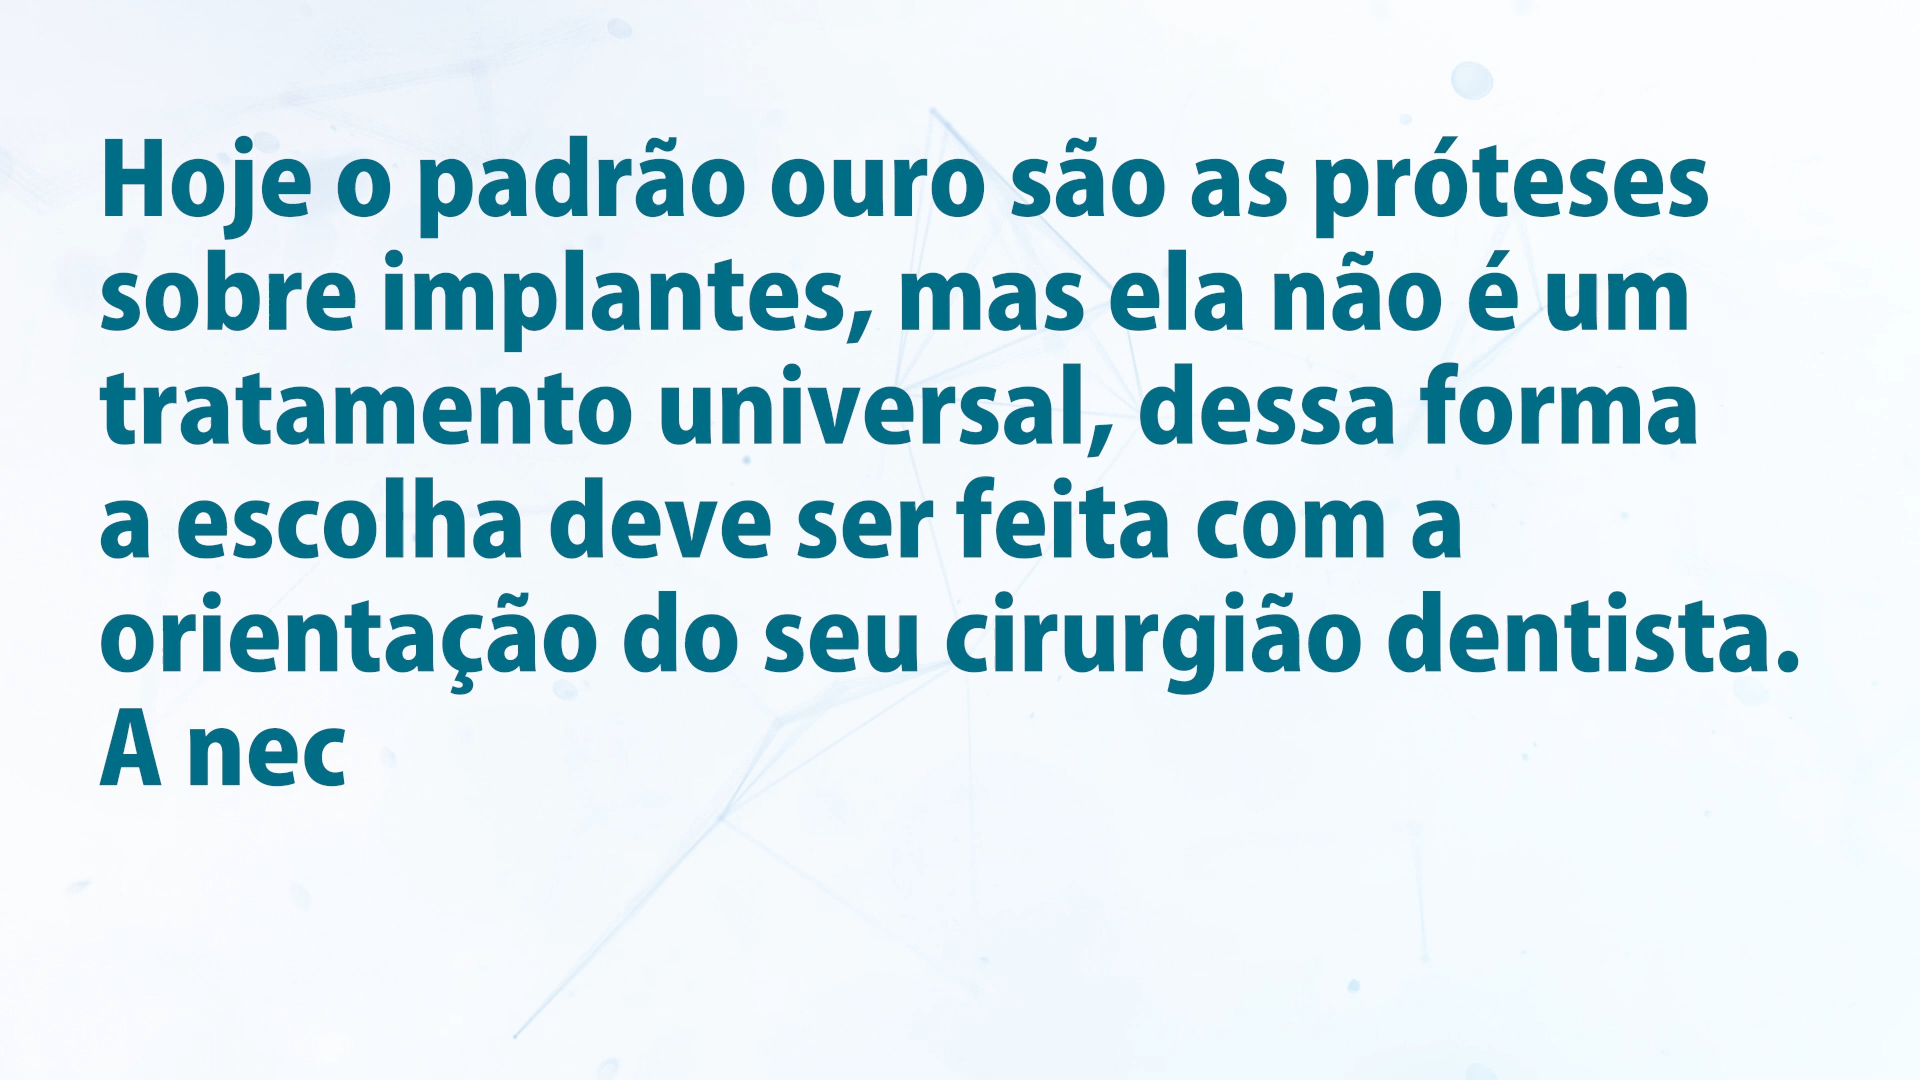 Hoje o padrão ouro são as próteses
sobre implantes, mas ela não é um
tratamento universal, dessa forma
a escolha deve ser feita com a
orientação do seu cirurgião dentista.
A nec